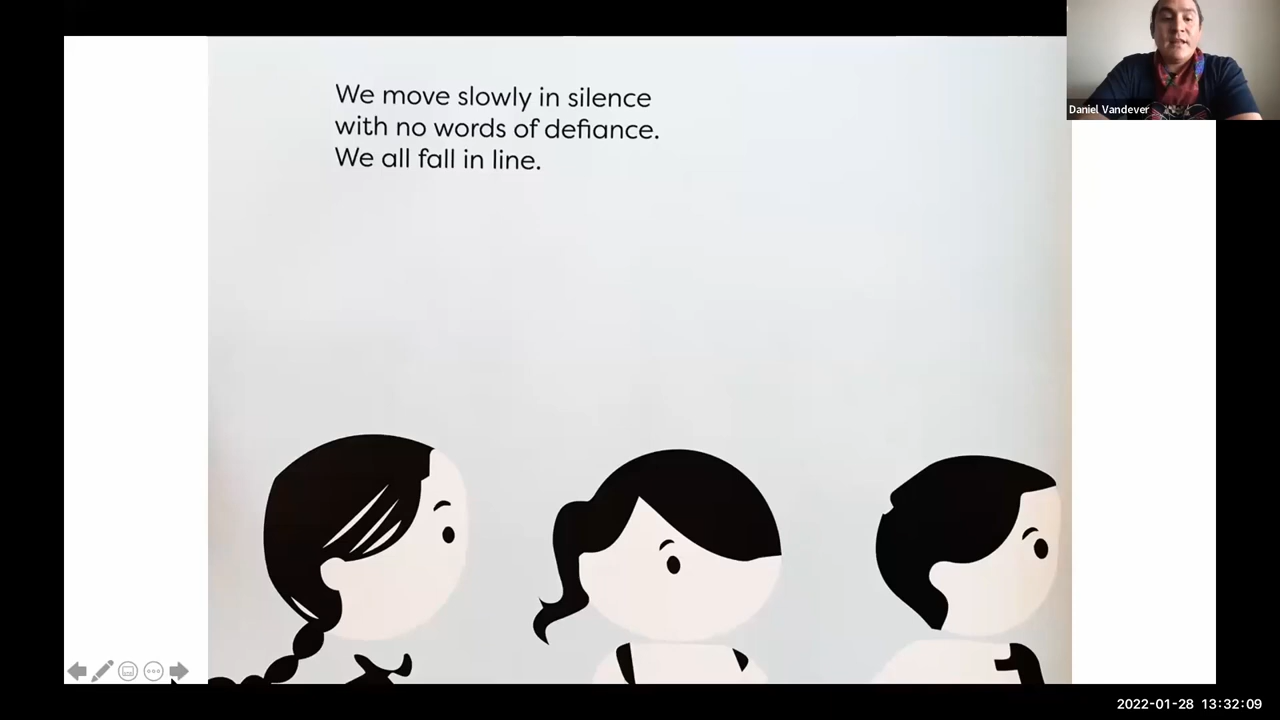 We move slowly in silence
with no words of defiance.
We all fall in line.
Daniel Vandever
2022-01-28 13:32:09